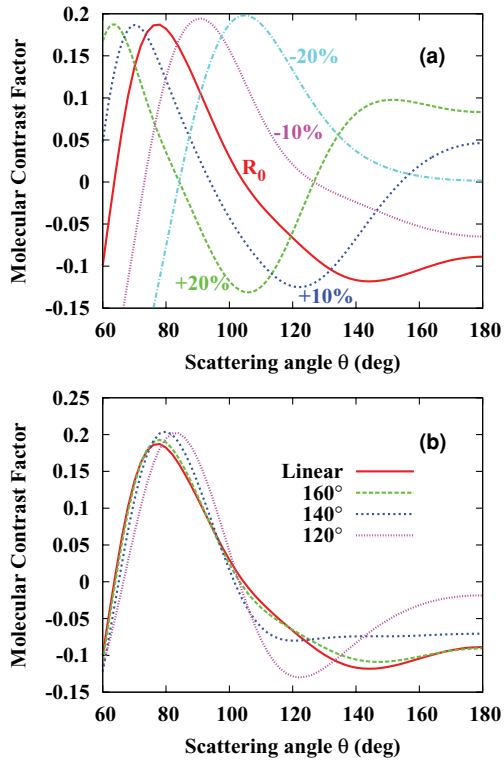 0.2
0.15
0.1
0.05
0
-0.05
-0.1
-0.15
Molecular Contrast Factor
(a)
-20%
-10%
R0
+20%
+10%
60 80 100 120 140 160 180
Scattering angle θ (deg)
0.25
0.2
0.15
0.1
0.05
0
-0.05
-0.1
-0.15
Molecular Contrast Factor
(b)
Linear
160°
140°
120°
60 80 100 120 140 160 180
Scattering angle θ (deg)